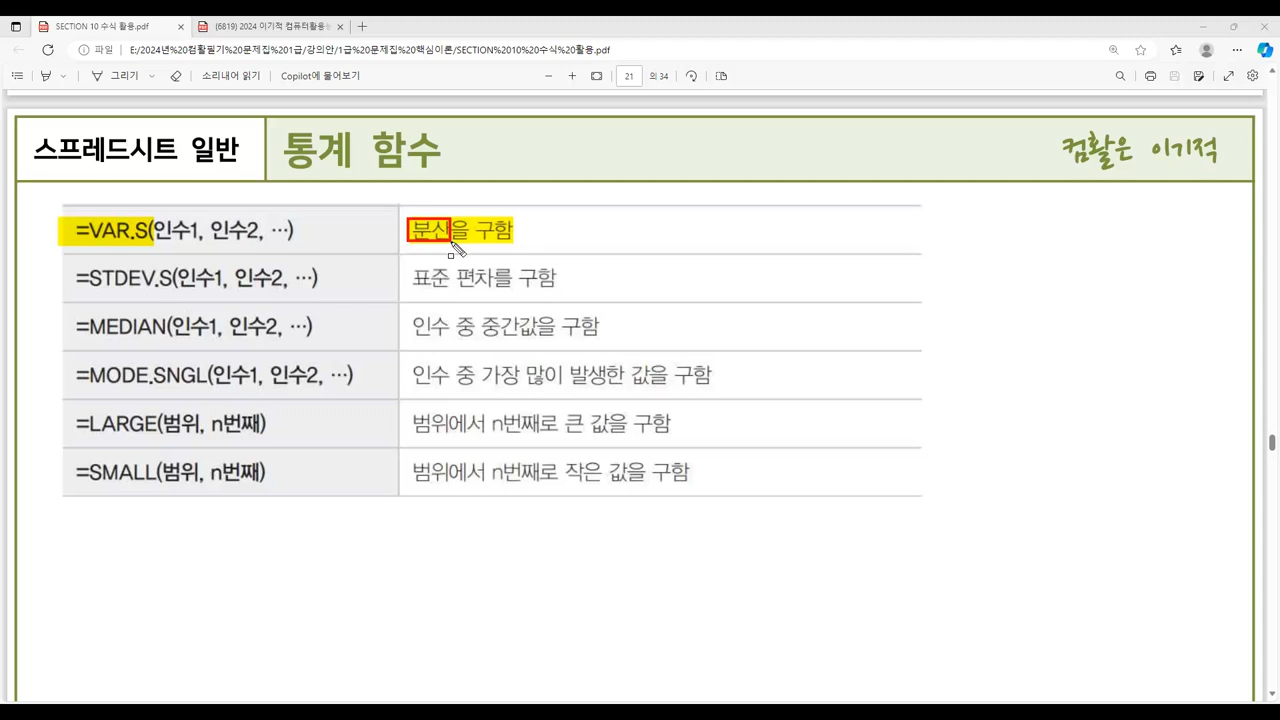 SECTION 10 수식 활용.pdf
(6819) 2024 이기적 컴퓨터활용능
파일
E:/2024년%20컴활필기%20문제집%201급/강의안/1급%20문제집%20핵심이론/SECTION%2010%20수식%20활용.pdf
그리기
소리내어 읽기
Copilot에 물어보기
21
의 34
스프레드시트 일반
통계 함수
컴활은 이기적
=VAR.S(인수1, 인수2, …)
분산을 구함
=STDEV.S(인수1, 인수2, …)
표준 편차를 구함
=MEDIAN(인수1, 인수2, …)
인수 중 중간값을 구함
=MODE.SNGL(인수1, 인수2, …)
인수 중 가장 많이 발생한 값을 구함
=LARGE(범위, n번째)
범위에서 n번째로 큰 값을 구함
=SMALL(범위, n번째)
범위에서 n번째로 작은 값을 구함